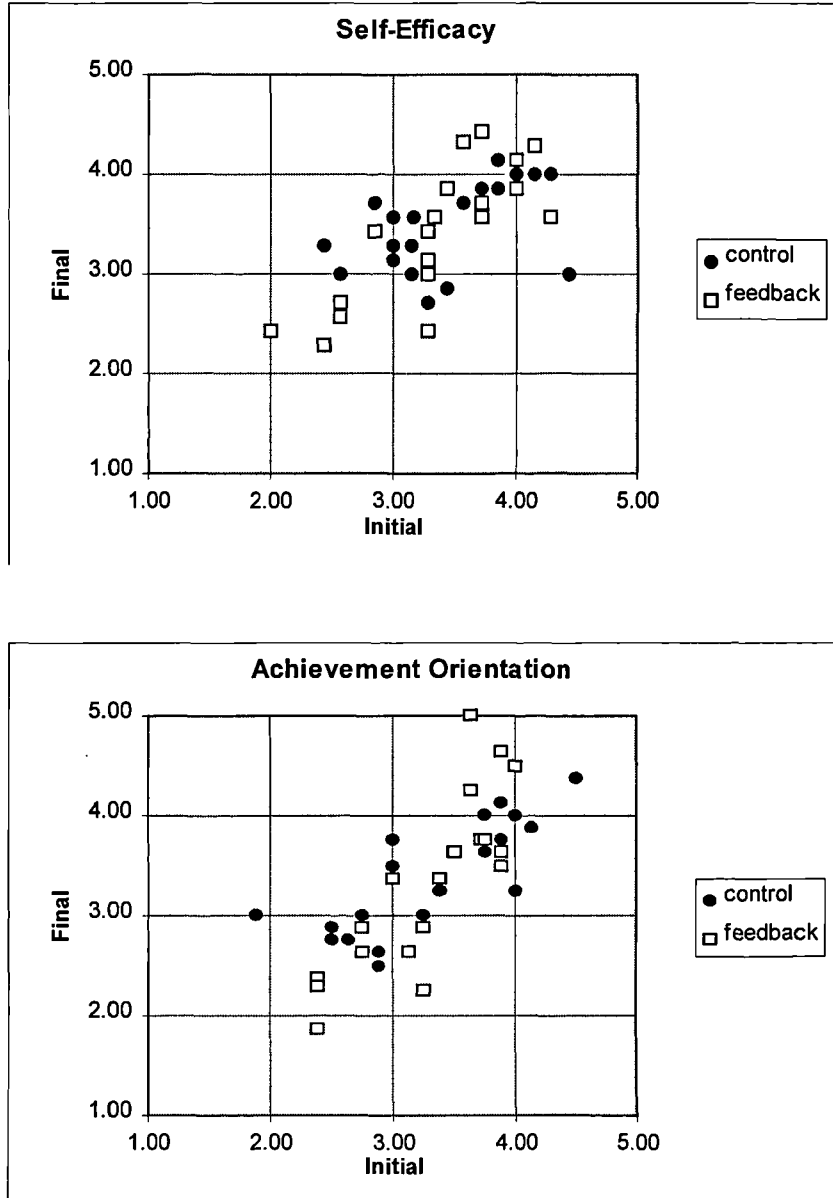 Self-Efficacy
5.00
4.00
3.00
2.00
1.00
Final
1.00 2.00 3.00 4.00 5.00
Initial
control
feedback
Achievement Orientation
5.00
4.00
3.00
2.00
1.00
Final
1.00 2.00 3.00 4.00 5.00
Initial
control
feedback